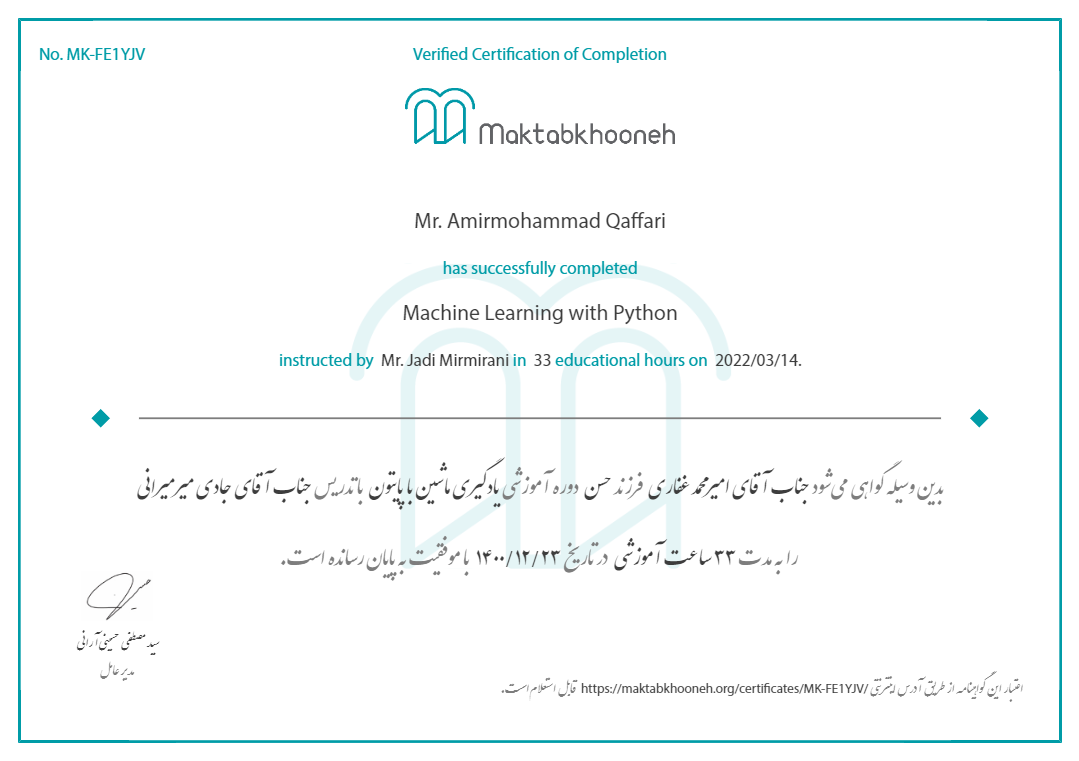 No. MK-FE1YJV
Verified Certification of Completion
Maktabkhooneh
Mr. Amirmohammad Qaffari
has successfully completed
Machine Learning with Python
instructed by Mr. Jadi Mirmirani in 33 educational hours on 2022/03/14.
بدین وسیله گواهی می‌شود جناب آقای امیرمحمد غفاری فرزند حسن دوره آموزشی یادگیری ماشین با پایتون با تدریس جناب آقای جادی میرمیرانی
را به مدت ۳۳ ساعت آموزشی در تاریخ ۱۴۰۰/۱۲/۲۳ با موفقیت به پایان رسانده است.
سید مصطفی حسینی آرانی
مدیر عامل
اعتبار این گواهینامه از طریق آدرس اینترنتی https://maktabkhooneh.org/certificates/MK-FE1YJV/ قابل استعلام است.